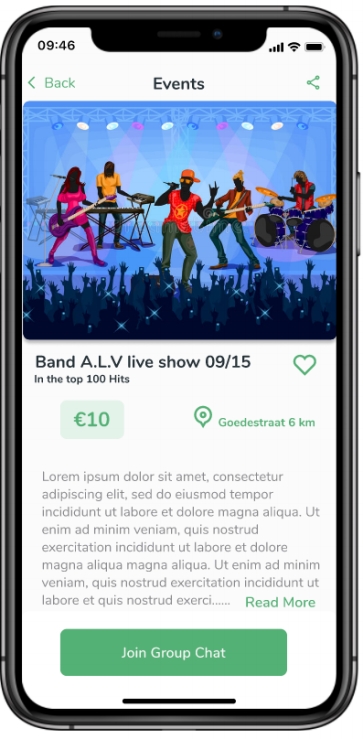 09:46
Back
Events
Band A.L.V live show 09/15
In the top 100 Hits
€10
Goedestraat 6 km
Lorem ipsum dolor sit amet, consectetur
adipiscing elit, sed do eiusmod tempor
incididunt ut labore et dolore magna aliqua. Ut
enim ad minim veniam, quis nostrud
exercitation incididunt ut labore et dolore
magna aliqua magna aliqua. Ut enim ad minim
veniam, quis nostrud exercitation incididunt ut
labore et quis nostrud exerci...... Read More
Join Group Chat